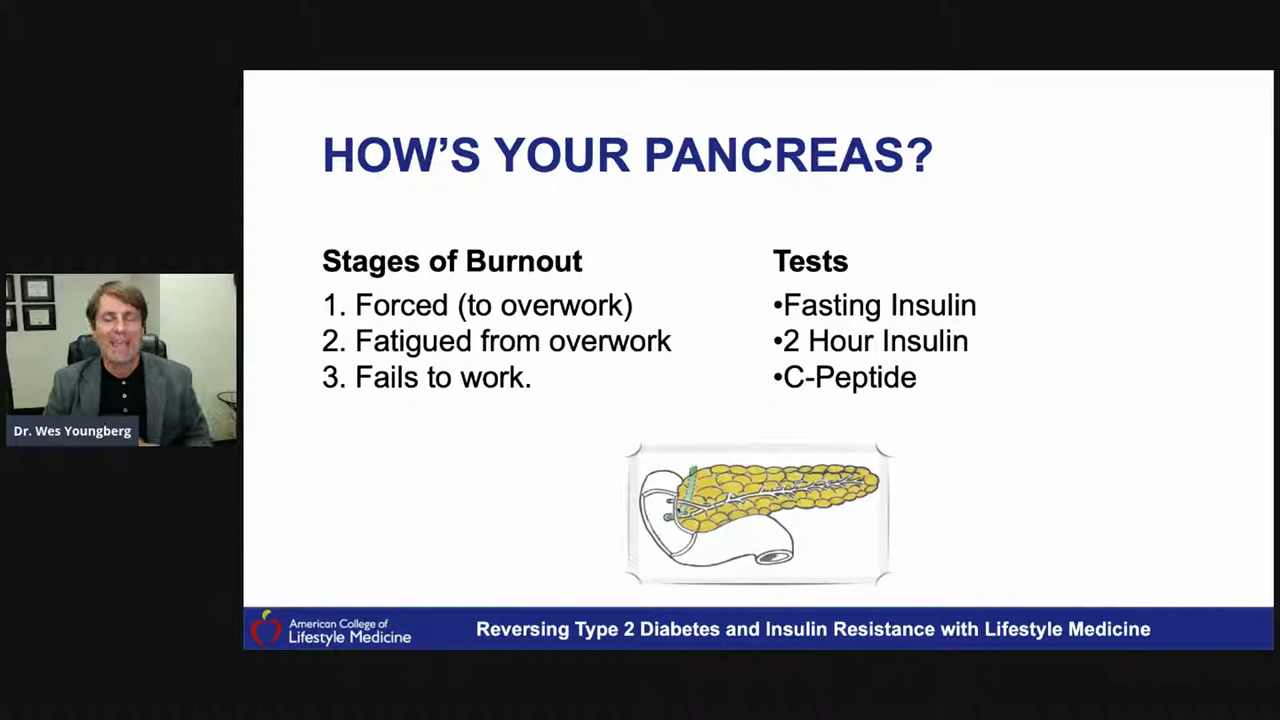 HOW'S YOUR PANCREAS?
Stages of Burnout
1. Forced (to overwork)
2. Fatigued from overwork
3. Fails to work.
Tests
•Fasting Insulin
•2 Hour Insulin
•C-Peptide
Dr. Wes Youngberg
American College of
Lifestyle Medicine
Reversing Type 2 Diabetes and Insulin Resistance with Lifestyle Medicine